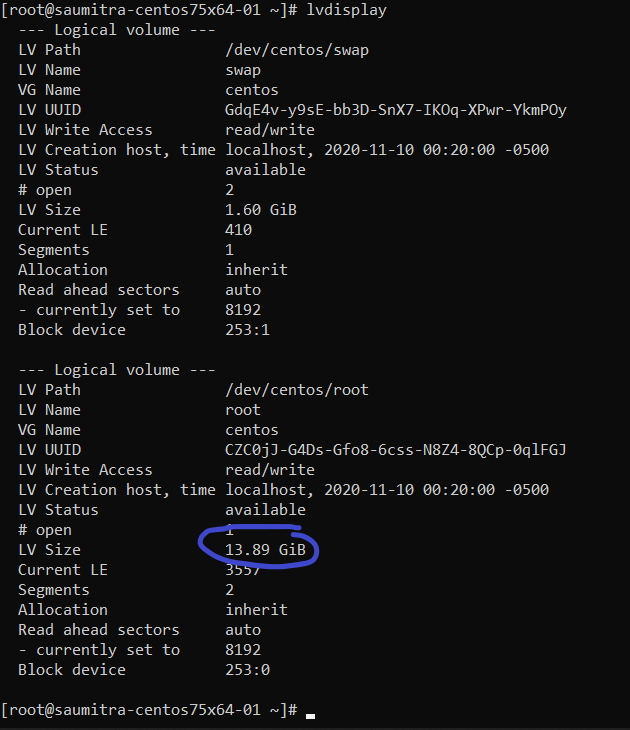 [root@saumitra-centos75x64-01 ~]# lvdisplay
--- Logical volume ---
LV Path /dev/centos/swap
LV Name swap
VG Name centos
LV UUID GdqE4v-y9sE-bb3D-SnX7-IKOq-XPwr-YkmPOy
LV Write Access read/write
LV Creation host, time localhost, 2020-11-10 00:20:00 -0500
LV Status available
# open 2
LV Size 1.60 GiB
Current LE 410
Segments 1
Allocation inherit
Read ahead sectors auto
- currently set to 8192
Block device 253:1
--- Logical volume ---
LV Path /dev/centos/root
LV Name root
VG Name centos
LV UUID CZC0jJ-G4Ds-Gfo8-6css-N8Z4-8QCp-0qlFGJ
LV Write Access read/write
LV Creation host, time localhost, 2020-11-10 00:20:00 -0500
LV Status available
# open 1
LV Size 13.89 GiB
Current LE 3557
Segments 2
Allocation inherit
Read ahead sectors auto
- currently set to 8192
Block device 253:0
[root@saumitra-centos75x64-01 ~]#